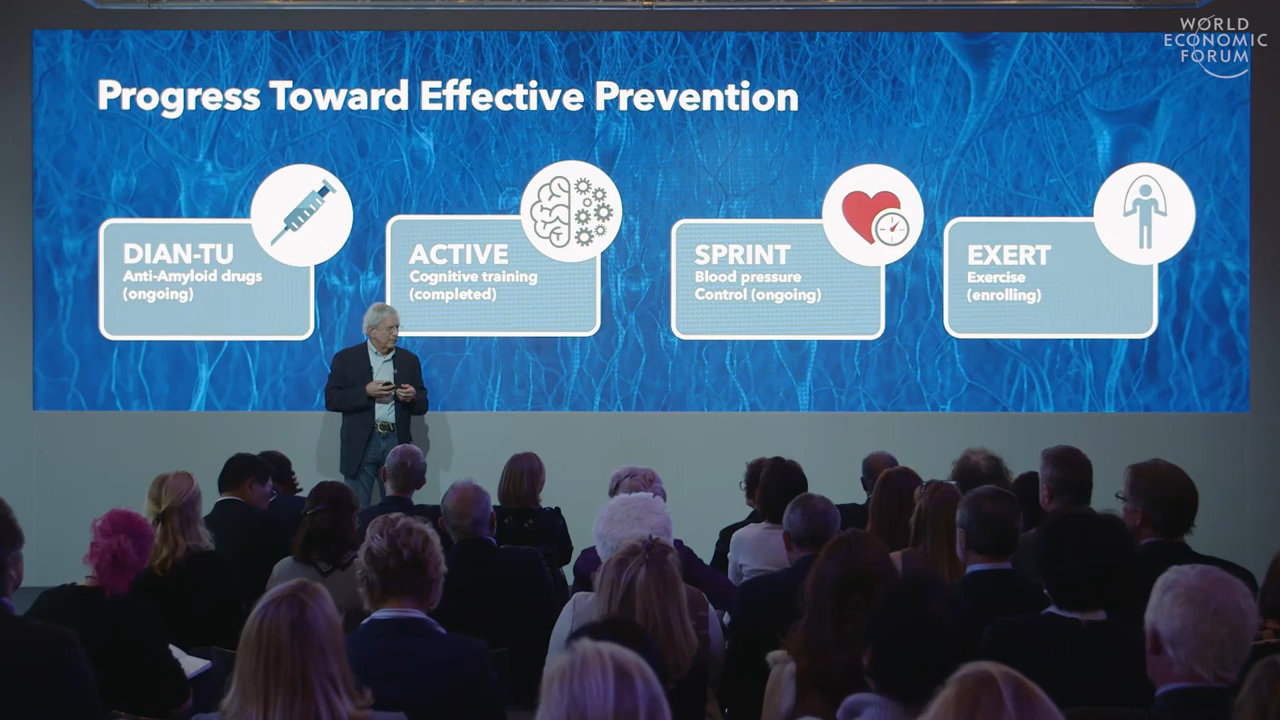 WORLD
ECONOMIC
FORUM
Progress Toward Effective Prevention
DIAN-TU
Anti-Amyloid drugs
(ongoing)
ACTIVE
Cognitive training
(completed)
SPRINT
Blood pressure
Control (ongoing)
EXERT
Exercise
(enrolling)